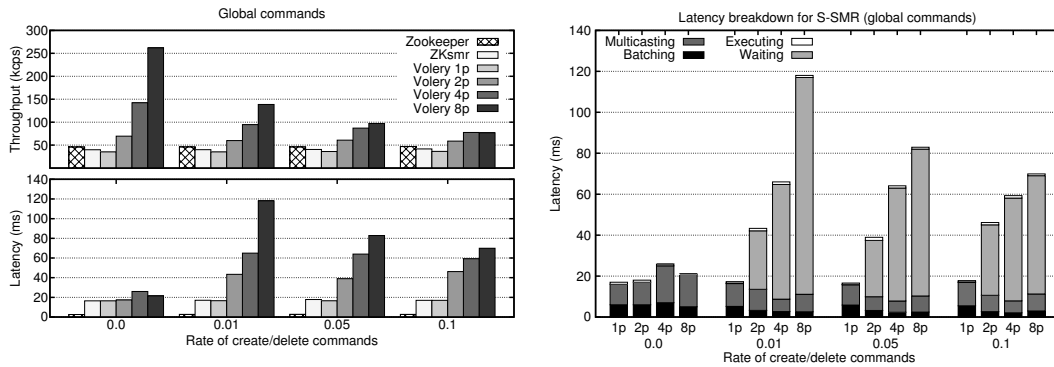 Global commands
Throughput (kcps)
300
250
200
150
100
50
Zookeeper
ZKsmr
Volery 1p
Volery 2p
Volery 4p
Volery 8p
Latency (ms)
140
120
100
80
60
40
20
0
0.0 0.01 0.05 0.1
Rate of create/delete commands
Latency breakdown for S-SMR (global commands)
Multicasting Executing
Batching Waiting
Latency (ms)
140
120
100
80
60
40
20
0
1p 2p 4p 8p 1p 2p 4p 8p 1p 2p 4p 8p 1p 2p 4p 8p
0.0 0.01 0.05 0.1
Rate of create/delete commands